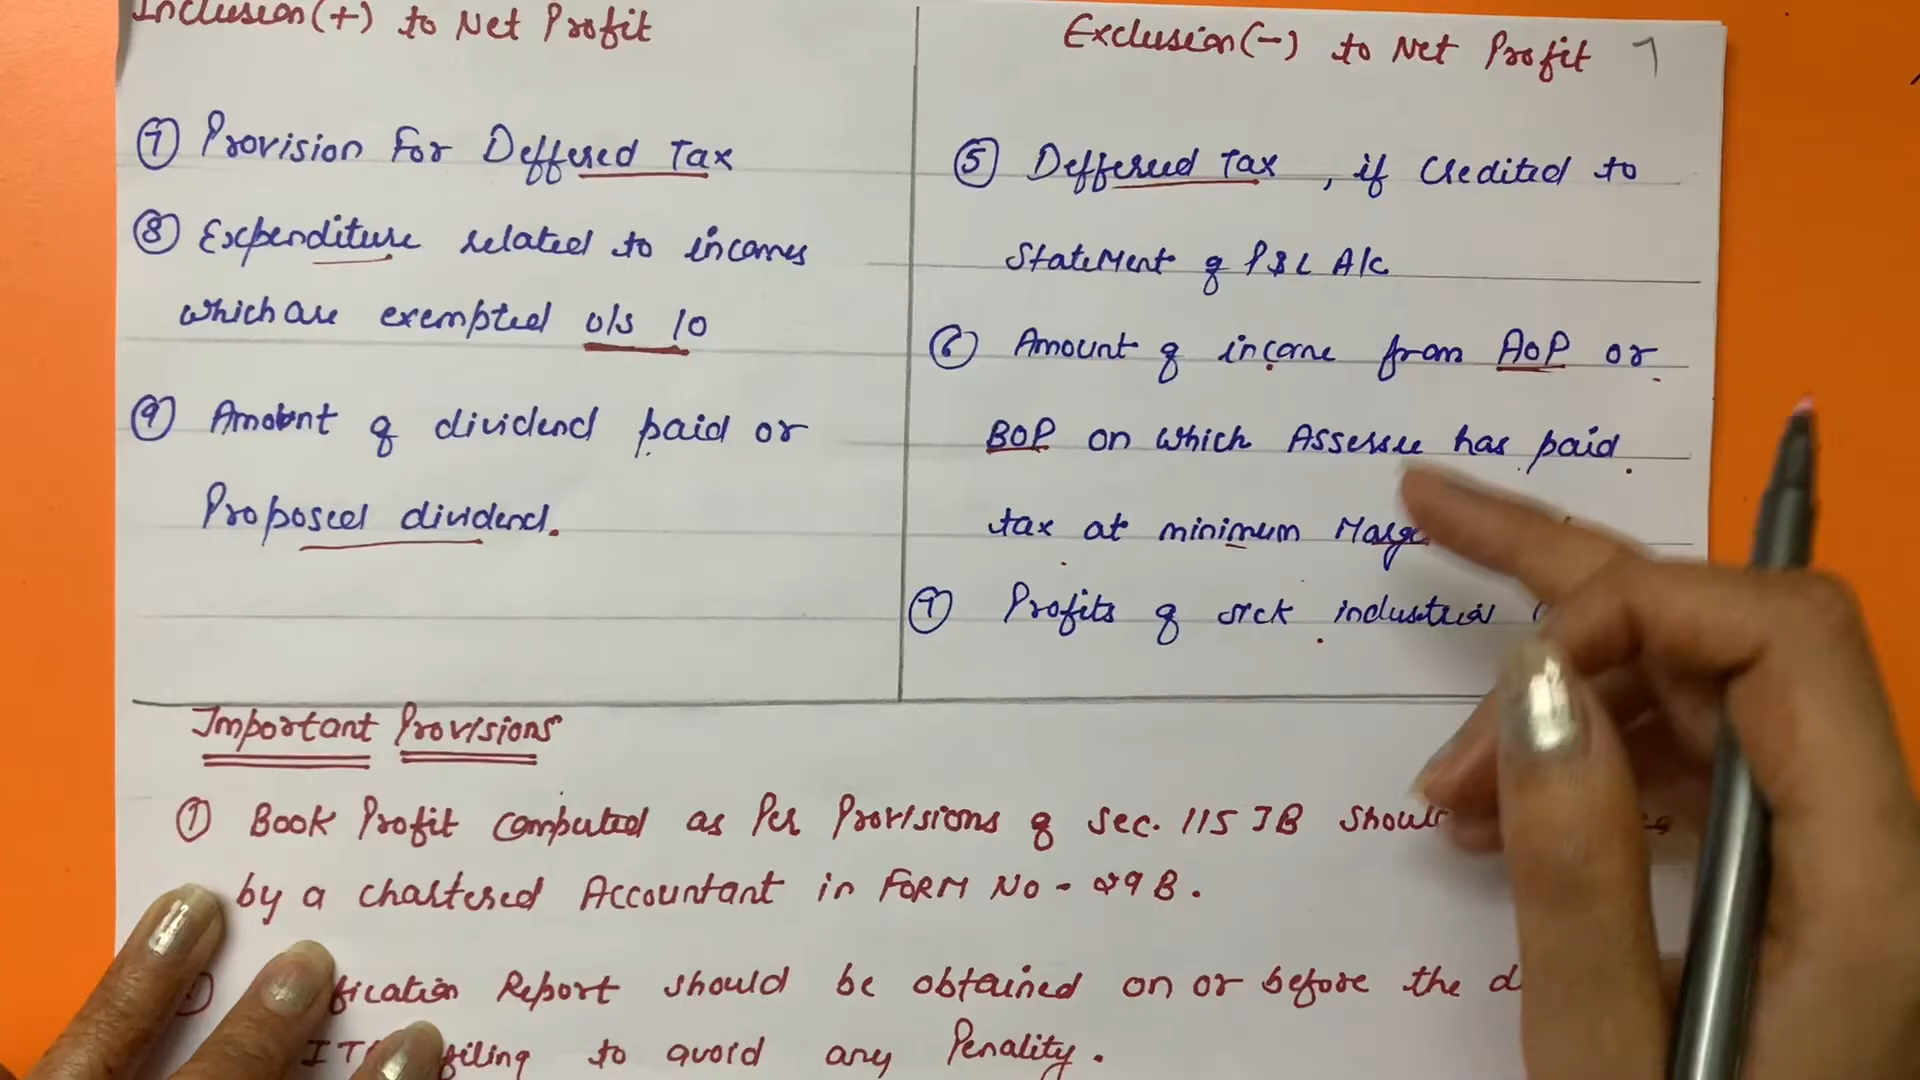 Inclusion(+) to Net Profit
⑦ Provision For Deffered Tax
⑧ Expenditure related to incomes
which are exempted u/s 10
⑨ Amount of dividend paid or
Proposed dividend.
Exclusion(-) to Net Profit
⑤ Deffered Tax, if Credited to
Statement of P&L A/c
⑥ Amount of income from AOP or
BOP on which Assessee has paid
tax at minimum
⑦ Profits of sick industrial
Important Provisions
① Book Profit computed as Per Provisions of Sec. 115 JB
by a chartered Accountant in FORM NO - 29 B.
Report should be obtained on or before the
filing to avoid any Penality.